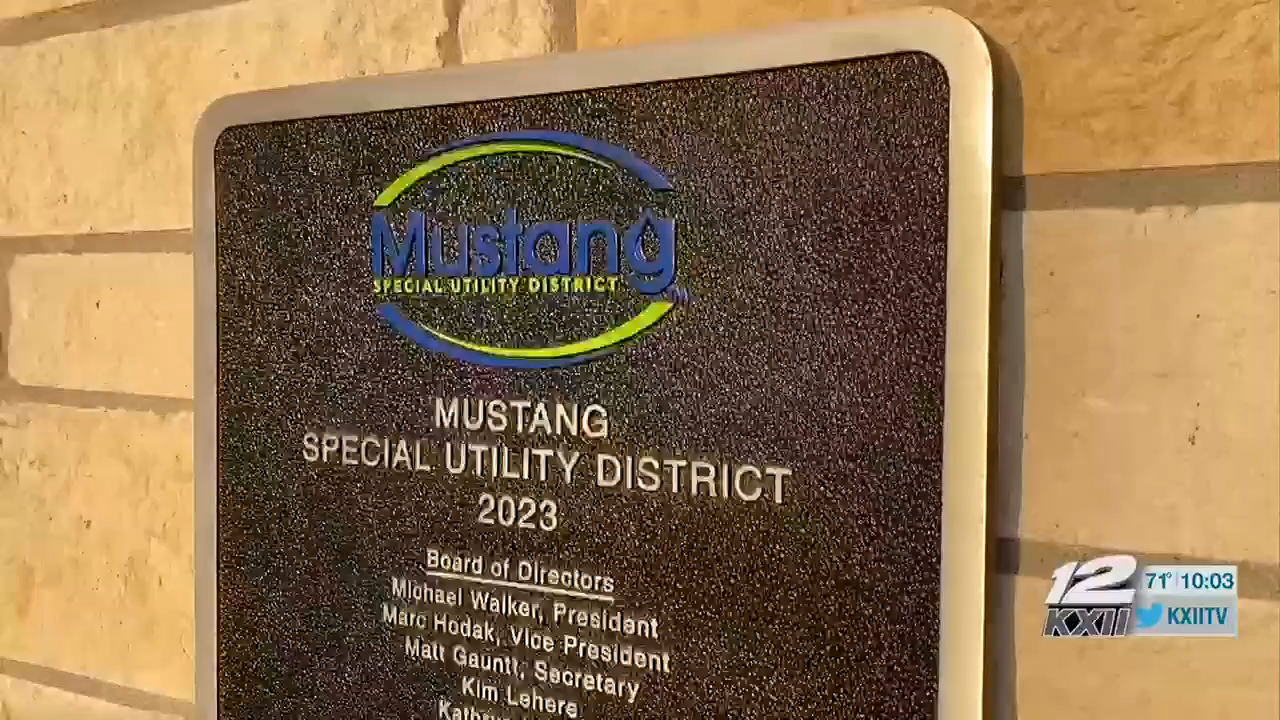 Mustang
SPECIAL UTILITY DISTRICT
MUSTANG
SPECIAL UTILITY DISTRICT
2023
Board of Directors
Michael Walker, President
Marc Hodak, Vice President
Matt Gauntt, Secretary
Kim Lehere
12
KXII
71° 10:03
KXIITV